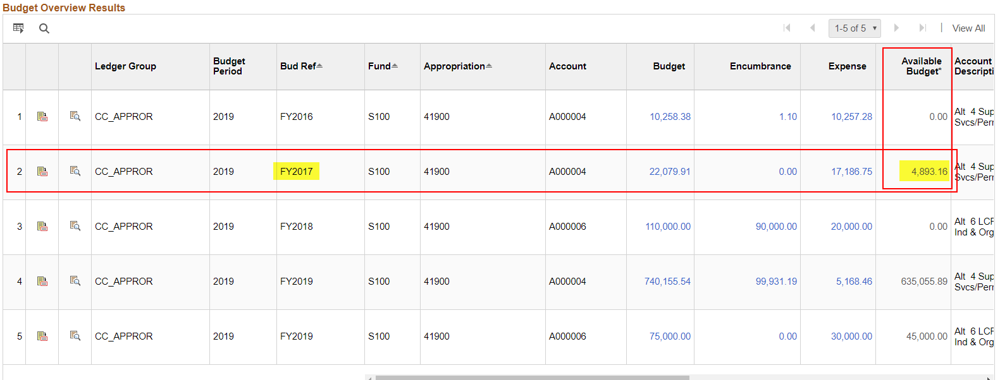 Budget Overview Results
1-5 of 5 | View All
Ledger Group Budget Period Bud Ref Fund Appropriation Account Budget Encumbrance Expense Available Budget* Account Descripti
1 CC_APPROR 2019 FY2016 S100 41900 A000004 10,258.38 1.10 10,257.28 0.00 Alt 4 Sup Svcs/Perr
2 CC_APPROR 2019 FY2017 S100 41900 A000004 22,079.91 0.00 17,186.75 4,893.16 Alt 4 Sup Svcs/Perr
3 CC_APPROR 2019 FY2018 S100 41900 A000006 110,000.00 90,000.00 20,000.00 0.00 Alt 6 LCF Ind & Org
4 CC_APPROR 2019 FY2019 S100 41900 A000004 740,155.54 99,931.19 5,168.46 635,055.89 Alt 4 Sup Svcs/Perr
5 CC_APPROR 2019 FY2019 S100 41900 A000006 75,000.00 0.00 30,000.00 45,000.00 Alt 6 LCF Ind & Org